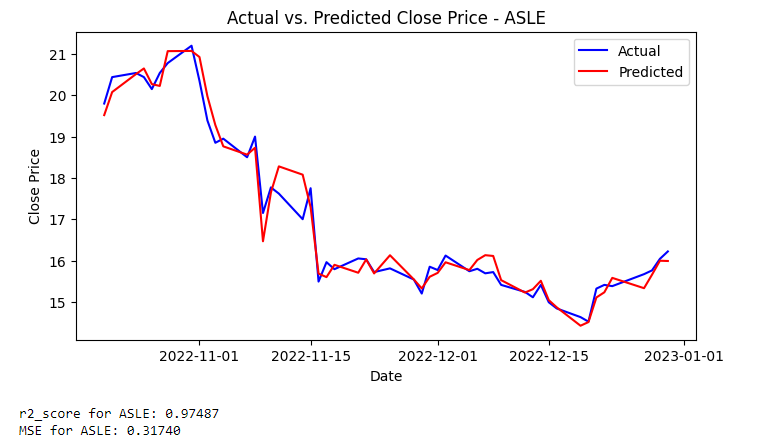 Actual vs. Predicted Close Price - ASLE
Actual
Predicted
21
20
19
18
17
16
15
Close Price
2022-11-01 2022-11-15 2022-12-01 2022-12-15 2023-01-01
Date
r2_score for ASLE: 0.97487
MSE for ASLE: 0.31740